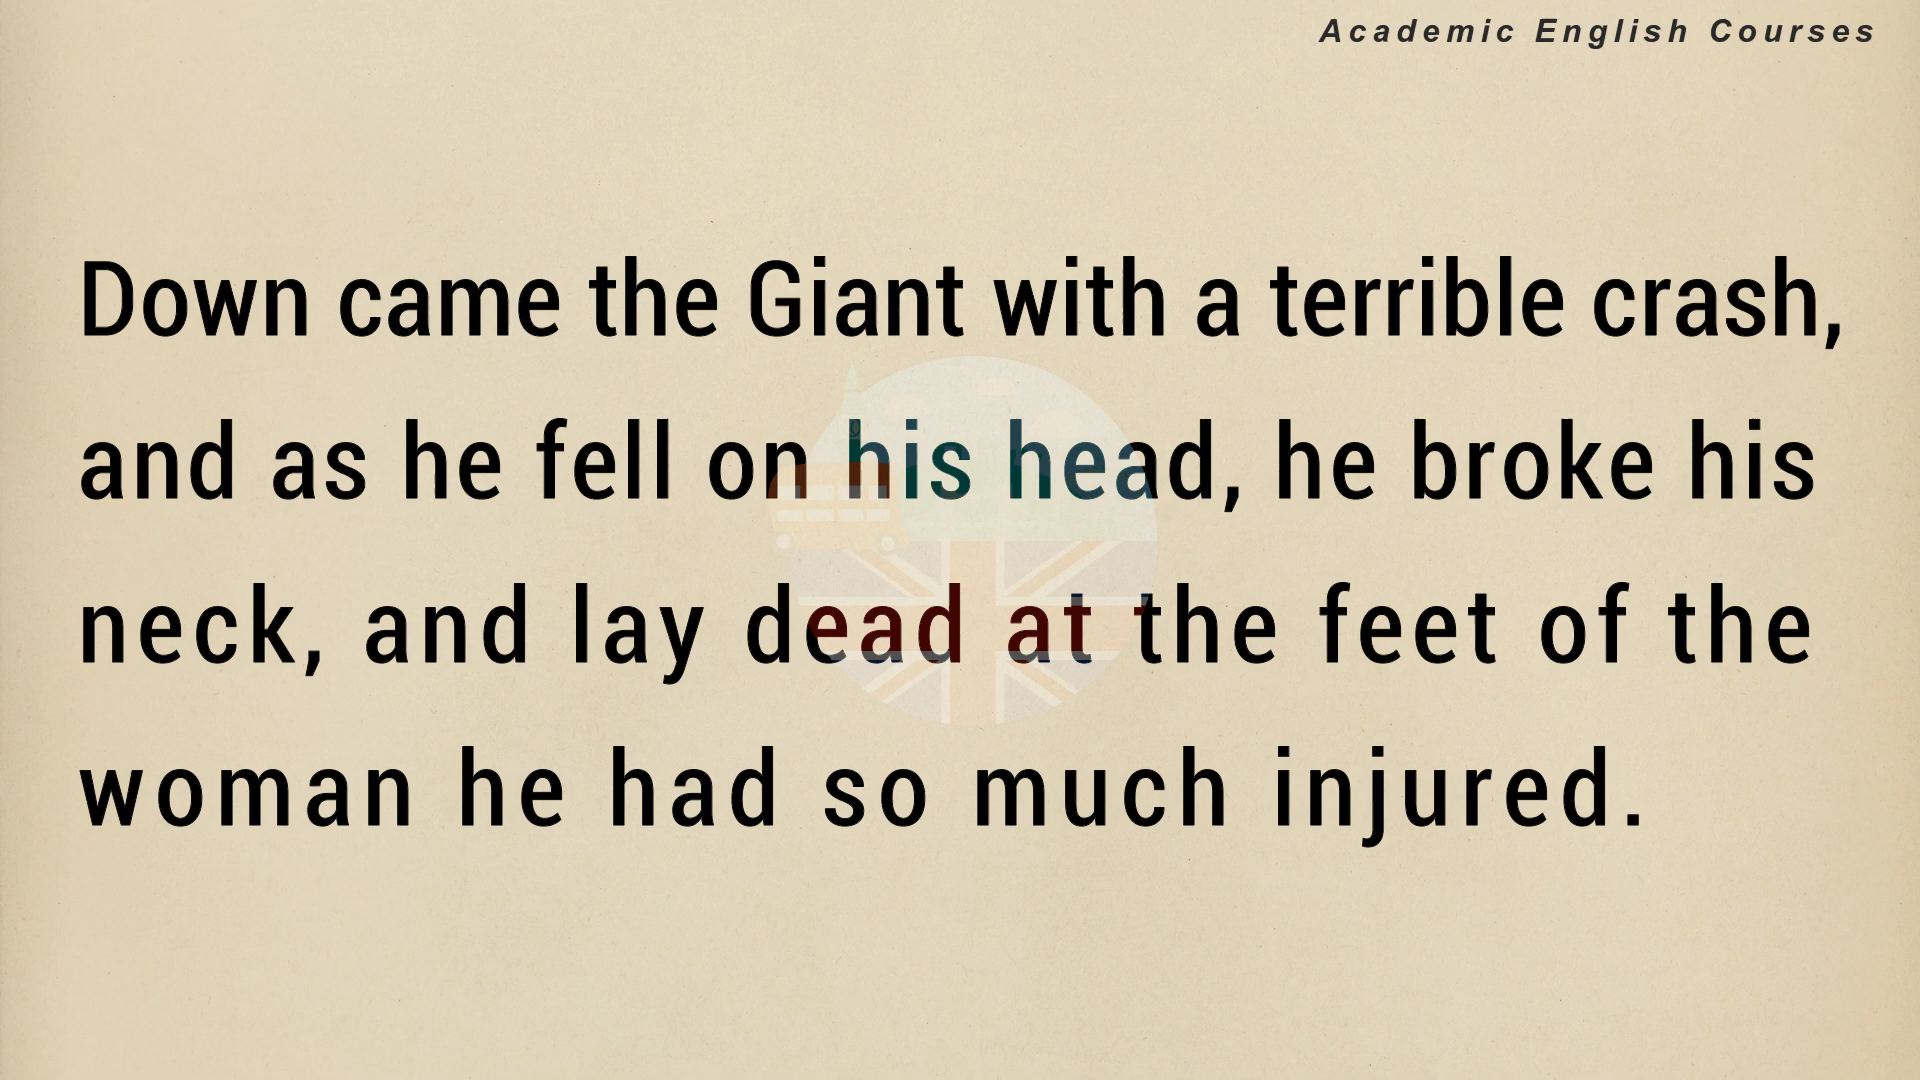 Academic English Courses
Down came the Giant with a terrible crash,
and as he fell on his head, he broke his
neck, and lay dead at the feet of the
woman he had so much injured.